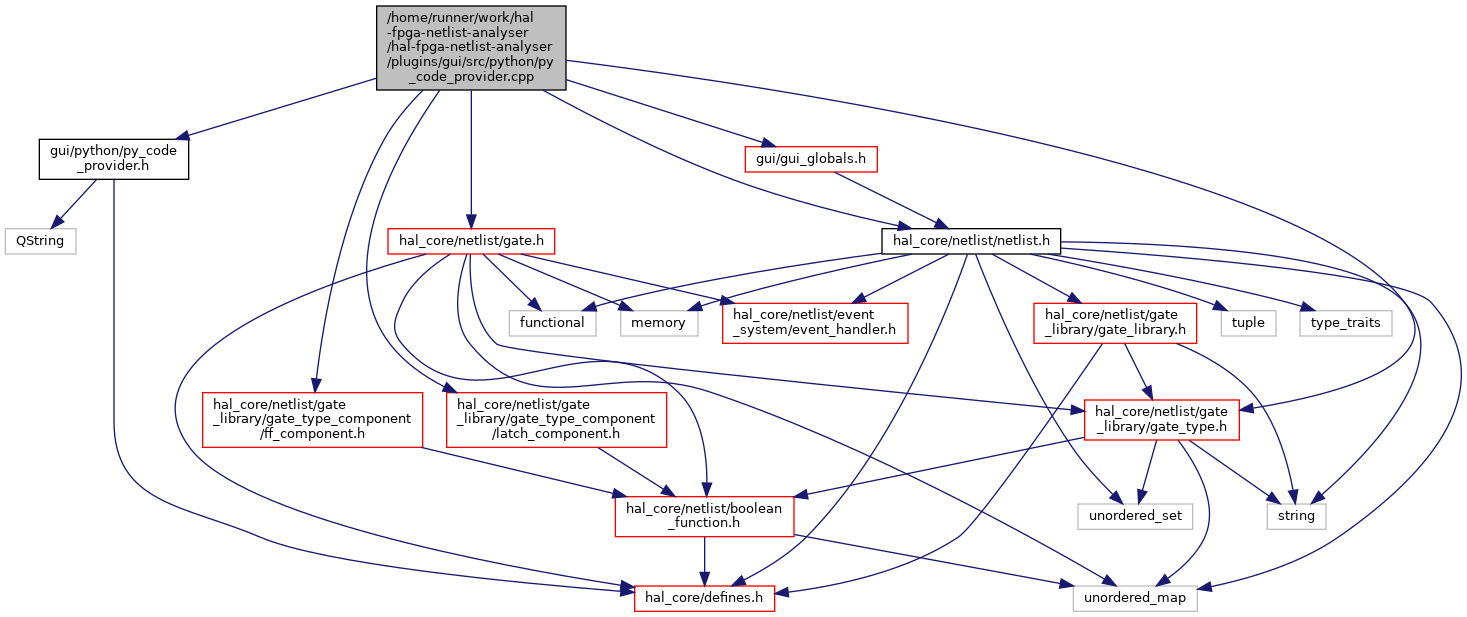 /home/runner/work/hal
-fpga-netlist-analyser
/hal-fpga-netlist-analyser
/plugins/gui/src/python/py
_code_provider.cpp
gui/python/py_code
_provider.h
gui/gui_globals.h
QString
hal_core/netlist/gate.h
hal_core/netlist/netlist.h
functional
memory
hal_core/netlist/event
_system/event_handler.h
hal_core/netlist/gate
_library/gate_library.h
tuple
type_traits
hal_core/netlist/gate
_library/gate_type_component
/ff_component.h
hal_core/netlist/gate
_library/gate_type_component
/latch_component.h
hal_core/netlist/gate
_library/gate_type.h
hal_core/netlist/boolean
_function.h
unordered_set
string
hal_core/defines.h
unordered_map